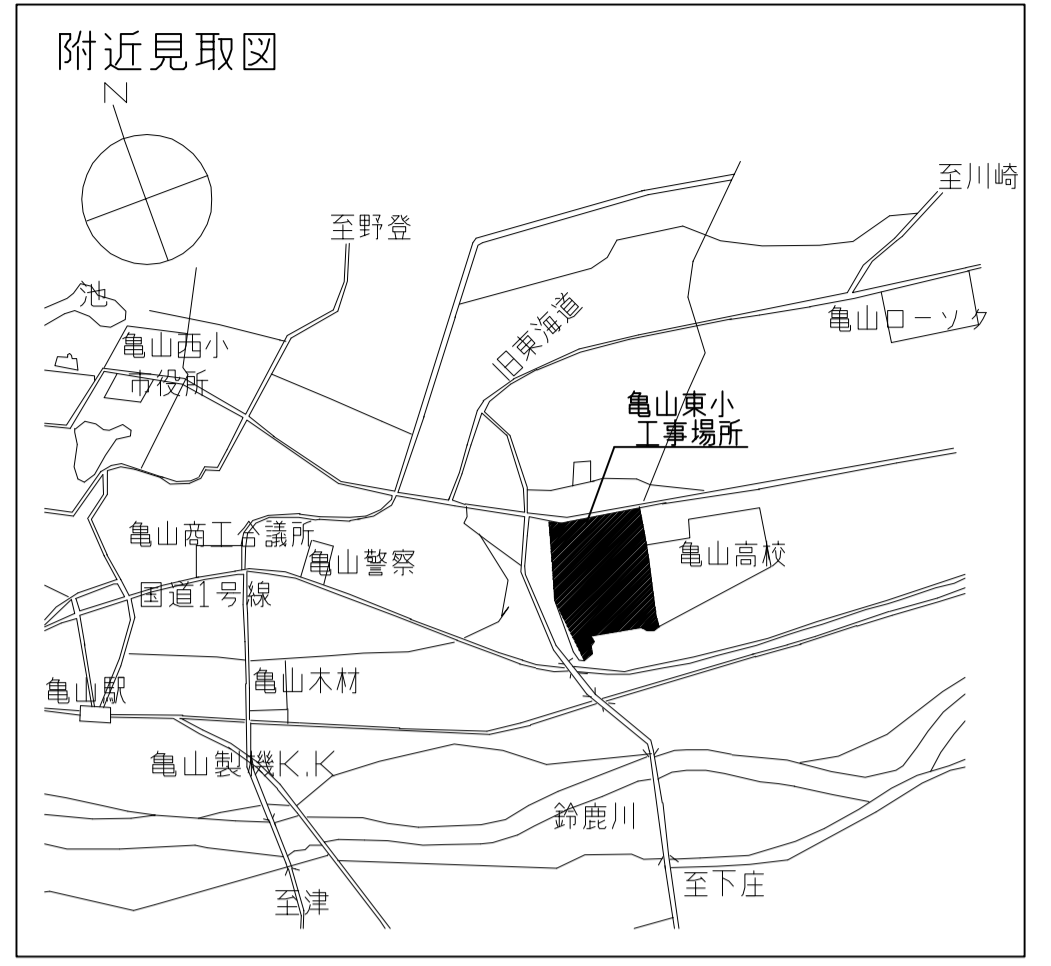 附近見取図
N
至川崎
至野登
池
旧東海道
亀山ローソク
亀山西小
市役所
亀山東小
工事場所
亀山商工会議所
亀山警察
亀山高校
国道1号線
亀山駅
亀山木材
亀山製機K.K
鈴鹿川
至下庄
至津